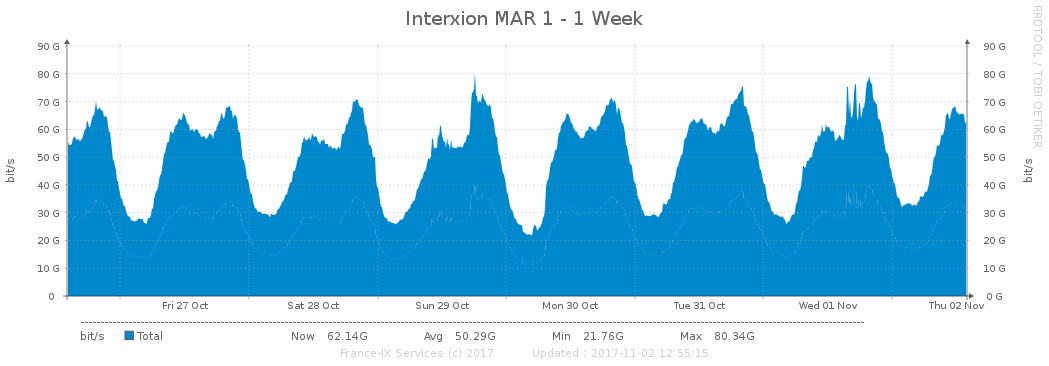 Interxion MAR 1 - 1 Week
RRDTOOL / TOBI OETIKER
90 G 90 G
80 G 80 G
70 G 70 G
60 G 60 G
50 G 50 G
40 G 40 G
30 G 30 G
20 G 20 G
10 G 10 G
0 0 G
bit/s bit/s
Fri 27 Oct Sat 28 Oct Sun 29 Oct Mon 30 Oct Tue 31 Oct Wed 01 Nov Thu 02 Nov
bit/s Total Now 62.14G Avg 50.29G Min 21.76G Max 80.34G
France-IX Services (c) 2017 Updated : 2017-11-02 12:55:15